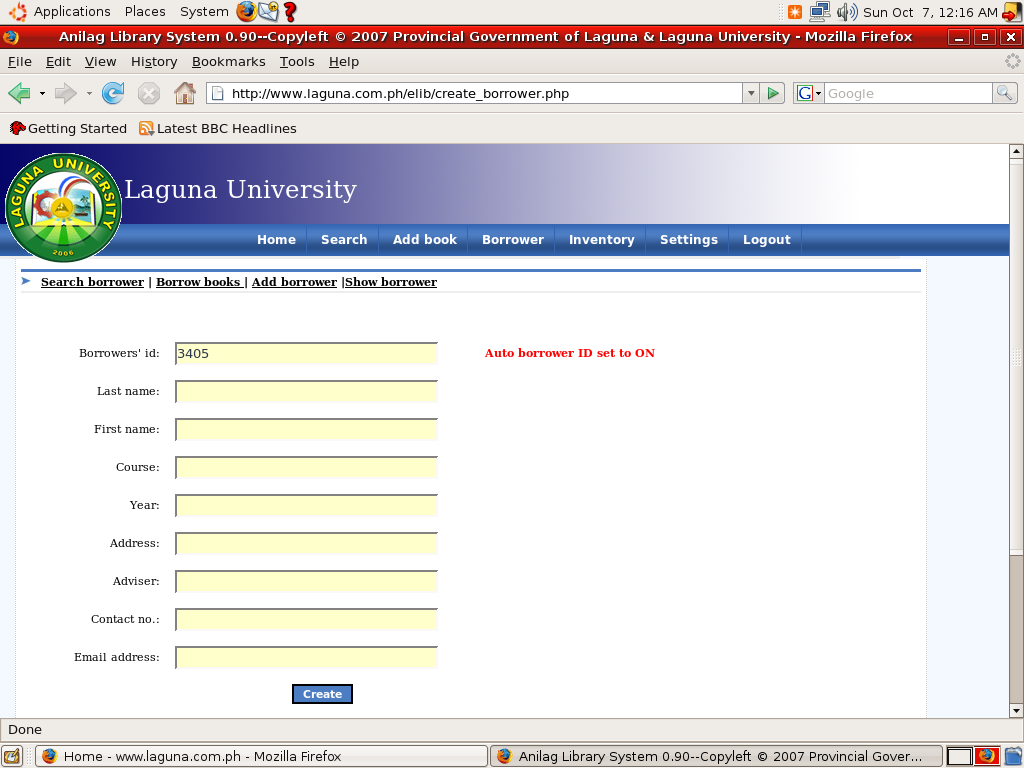 Applications Places System Sun Oct 7, 12:16 AM
Anilag Library System 0.90--Copyleft © 2007 Provincial Government of Laguna & Laguna University - Mozilla Firefox
File Edit View History Bookmarks Tools Help
http://www.laguna.com.ph/elib/create_borrower.php G Google
Getting Started Latest BBC Headlines
LAGUNA UNIVERSITY
2006
Laguna University
Home Search Add book Borrower Inventory Settings Logout
Search borrower | Borrow books | Add borrower |Show borrower
Borrowers' id: 3405 Auto borrower ID set to ON
Last name:
First name:
Course:
Year:
Address:
Adviser:
Contact no.:
Email address:
Create
Done
Home - www.laguna.com.ph - Mozilla Firefox Anilag Library System 0.90--Copyleft © 2007 Provincial Gover...